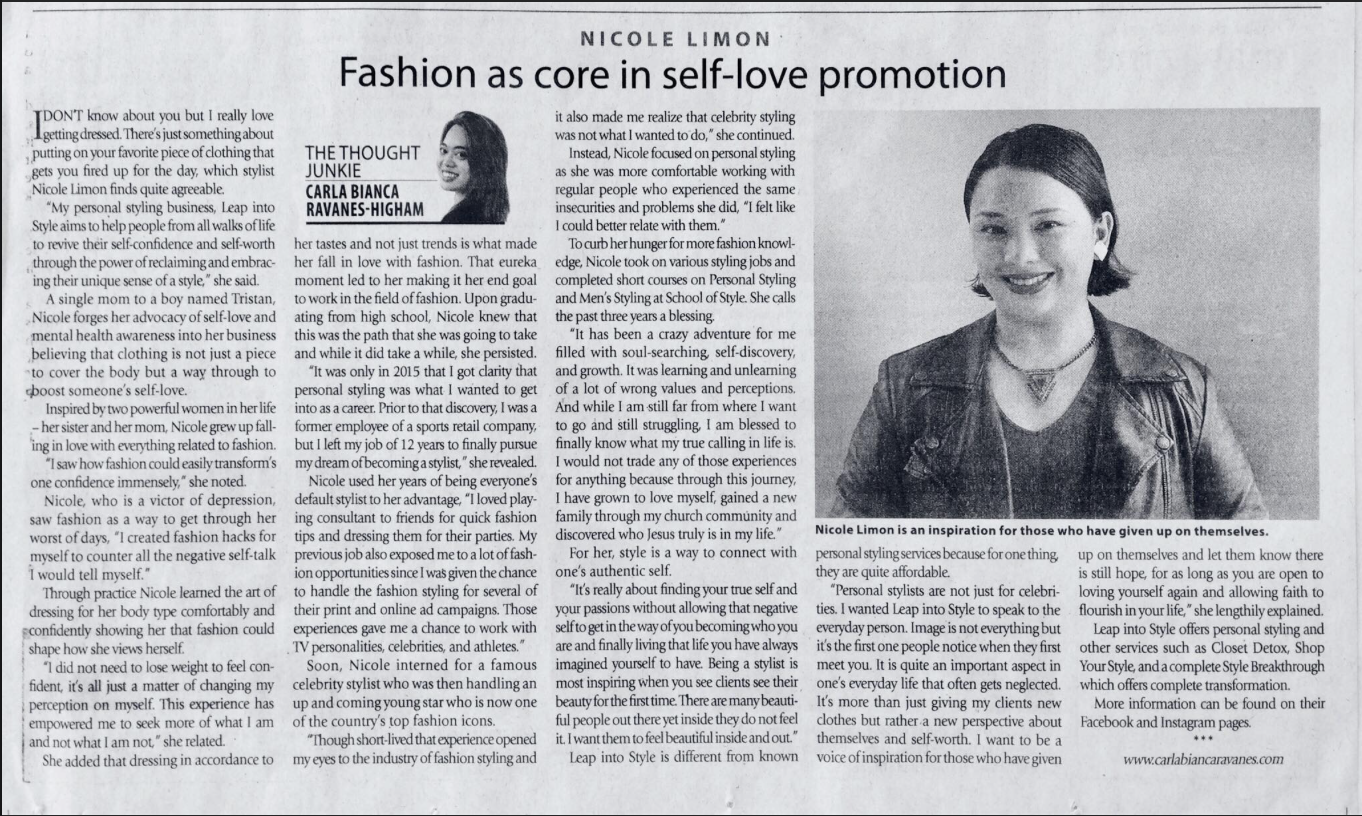 NICOLE LIMON
Fashion as core in self-love promotion
I DON'T know about you but I really love
getting dressed. There's just something about
putting on your favorite piece of clothing that
gets you fired up for the day, which stylist
Nicole Limon finds quite agreeable.
"My personal styling business, Leap into
Style aims to help people from all walks of life
to revive their self-confidence and self-worth
through the power of reclaiming and embrac-
ing their unique sense of a style," she said.
A single mom to a boy named Tristan,
Nicole forges her advocacy of self-love and
mental health awareness into her business
believing that clothing is not just a piece
to cover the body but a way through to
boost someone's self-love.
Inspired by two powerful women in her life
– her sister and her mom, Nicole grew up fall-
ing in love with everything related to fashion.
"I saw how fashion could easily transform's
one confidence immensely," she noted.
Nicole, who is a victor of depression,
saw fashion as a way to get through her
worst of days, "I created fashion hacks for
myself to counter all the negative self-talk
I would tell myself."
Through practice Nicole learned the art of
dressing for her body type comfortably and
confidently showing her that fashion could
shape how she views herself.
"I did not need to lose weight to feel con-
fident, it's all just a matter of changing my
perception on myself. This experience has
empowered me to seek more of what I am
and not what I am not," she related.
She added that dressing in accordance to
THE THOUGHT
JUNKIE
CARLA BIANCA
RAVANES-HIGHAM
her tastes and not just trends is what made
her fall in love with fashion. That eureka
moment led to her making it her end goal
to work in the field of fashion. Upon gradu-
ating from high school, Nicole knew that
this was the path that she was going to take
and while it did take a while, she persisted.
"It was only in 2015 that I got clarity that
personal styling was what I wanted to get
into as a career. Prior to that discovery, I was a
former employee of a sports retail company,
but I left my job of 12 years to finally pursue
my dream of becoming a stylist," she revealed.
Nicole used her years of being everyone's
default stylist to her advantage, "I loved play-
ing consultant to friends for quick fashion
tips and dressing them for their parties. My
previous job also exposed me to a lot of fash-
ion opportunities since I was given the chance
to handle the fashion styling for several of
their print and online ad campaigns. Those
experiences gave me a chance to work with
TV personalities, celebrities, and athletes."
Soon, Nicole interned for a famous
celebrity stylist who was then handling an
up and coming young star who is now one
of the country's top fashion icons.
"Though short-lived that experience opened
my eyes to the industry of fashion styling and
it also made me realize that celebrity styling
was not what I wanted to do," she continued.
Instead, Nicole focused on personal styling
as she was more comfortable working with
regular people who experienced the same
insecurities and problems she did, "I felt like
I could better relate with them."
To curb her hunger for more fashion knowl-
edge, Nicole took on various styling jobs and
completed short courses on Personal Styling
and Men's Styling at School of Style. She calls
the past three years a blessing.
"It has been a crazy adventure for me
filled with soul-searching, self-discovery,
and growth. It was learning and unlearning
of a lot of wrong values and perceptions.
And while I am still far from where I want
to go and still struggling, I am blessed to
finally know what my true calling in life is.
I would not trade any of those experiences
for anything because through this journey,
I have grown to love myself, gained a new
family through my church community and
discovered who Jesus truly is in my life."
For her, style is a way to connect with
one's authentic self.
"It's really about finding your true self and
your passions without allowing that negative
self to get in the way of you becoming who you
are and finally living that life you have always
imagined yourself to have. Being a stylist is
most inspiring when you see clients see their
beauty for the first time. There are many beauti-
ful people out there yet inside they do not feel
it. I want them to feel beautiful inside and out."
Leap into Style is different from known
Nicole Limon is an inspiration for those who have given up on themselves.
personal styling services because for one thing,
they are quite affordable.
"Personal stylists are not just for celebri-
ties. I wanted Leap into Style to speak to the
everyday person. Image is not everything but
it's the first one people notice when they first
meet you. It is quite an important aspect in
one's everyday life that often gets neglected.
It's more than just giving my clients new
clothes but rather a new perspective about
themselves and self-worth. I want to be a
voice of inspiration for those who have given
up on themselves and let them know there
is still hope, for as long as you are open to
loving yourself again and allowing faith to
flourish in your life," she lengthily explained.
Leap into Style offers personal styling and
other services such as Closet Detox, Shop
Your Style, and a complete Style Breakthrough
which offers complete transformation.
More information can be found on their
Facebook and Instagram pages.
***
www.carlabiancaravanes.com